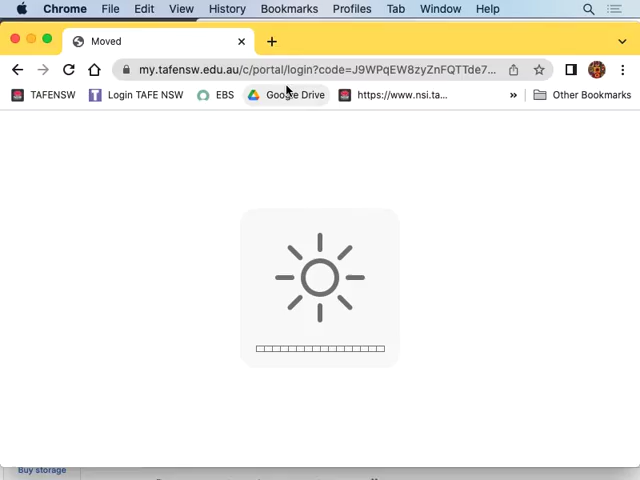 Chrome File Edit View History Bookmarks Profiles Tab Window Help
Moved
my.tafensw.edu.au/c/portal/login?code=J9WPqEW8zyZnFQTTde7...
TAFENSW Login TAFE NSW EBS Google Drive https://www.nsi.ta... » Other Bookmarks
Buy storage